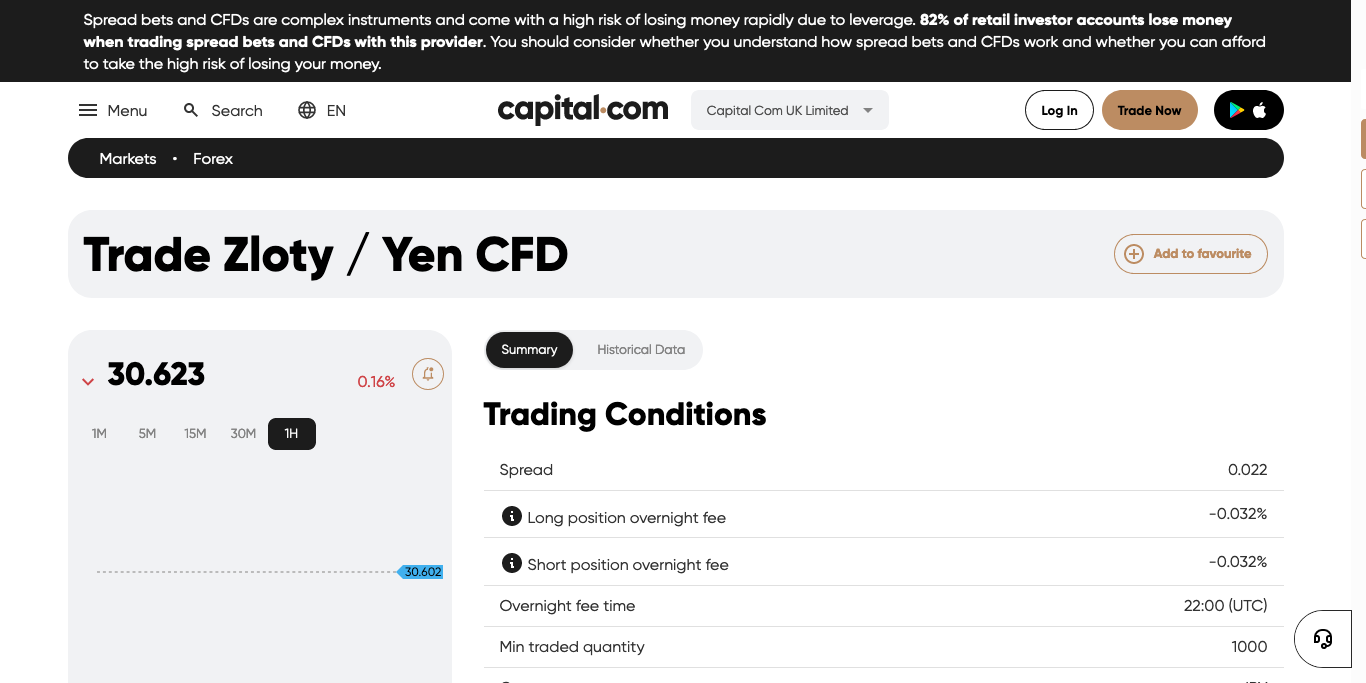 Spread bets and CFDs are complex instruments and come with a high risk of losing money rapidly due to leverage. 82% of retail investor accounts lose money
when trading spread bets and CFDs with this provider. You should consider whether you understand how spread bets and CFDs work and whether you can afford
to take the high risk of losing your money.
Menu Search EN capital.com Capital Com UK Limited Log In Trade Now
Markets • Forex
Trade Zloty / Yen CFD Add to favourite
30.623 0.16%
1M 5M 15M 30M 1H
30.602
Summary Historical Data
Trading Conditions
Spread 0.022
Long position overnight fee -0.032%
Short position overnight fee -0.032%
Overnight fee time 22:00 (UTC)
Min traded quantity 1000